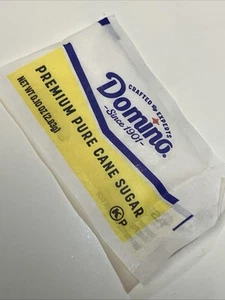 CRAFTED BY EXPERTS
Domino
-Since 1901-
PREMIUM PURE CANE SUGAR
NET WT 0.10 OZ (2.83g)
K P